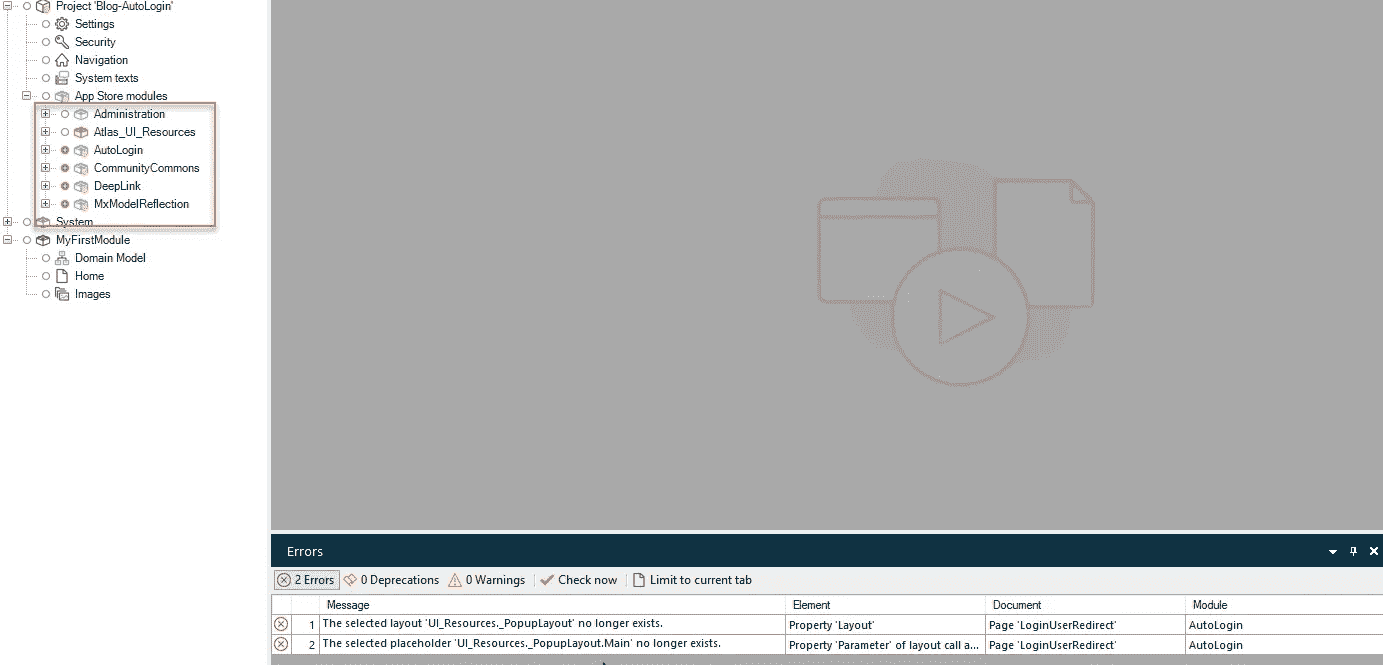 Project 'Blog-AutoLogin'
Settings
Security
Navigation
System texts
App Store modules
Administration
Atlas_UI_Resources
AutoLogin
CommunityCommons
DeepLink
MxModelReflection
System
MyFirstModule
Domain Model
Home
Images
Errors
2 Errors 0 Deprecations 0 Warnings Check now Limit to current tab
Message Element Document Module
1 The selected layout 'UI_Resources._PopupLayout' no longer exists. Property 'Layout' Page 'LoginUserRedirect' AutoLogin
2 The selected placeholder 'UI_Resources._PopupLayout.Main' no longer exists. Property 'Parameter' of layout call a... Page 'LoginUserRedirect' AutoLogin